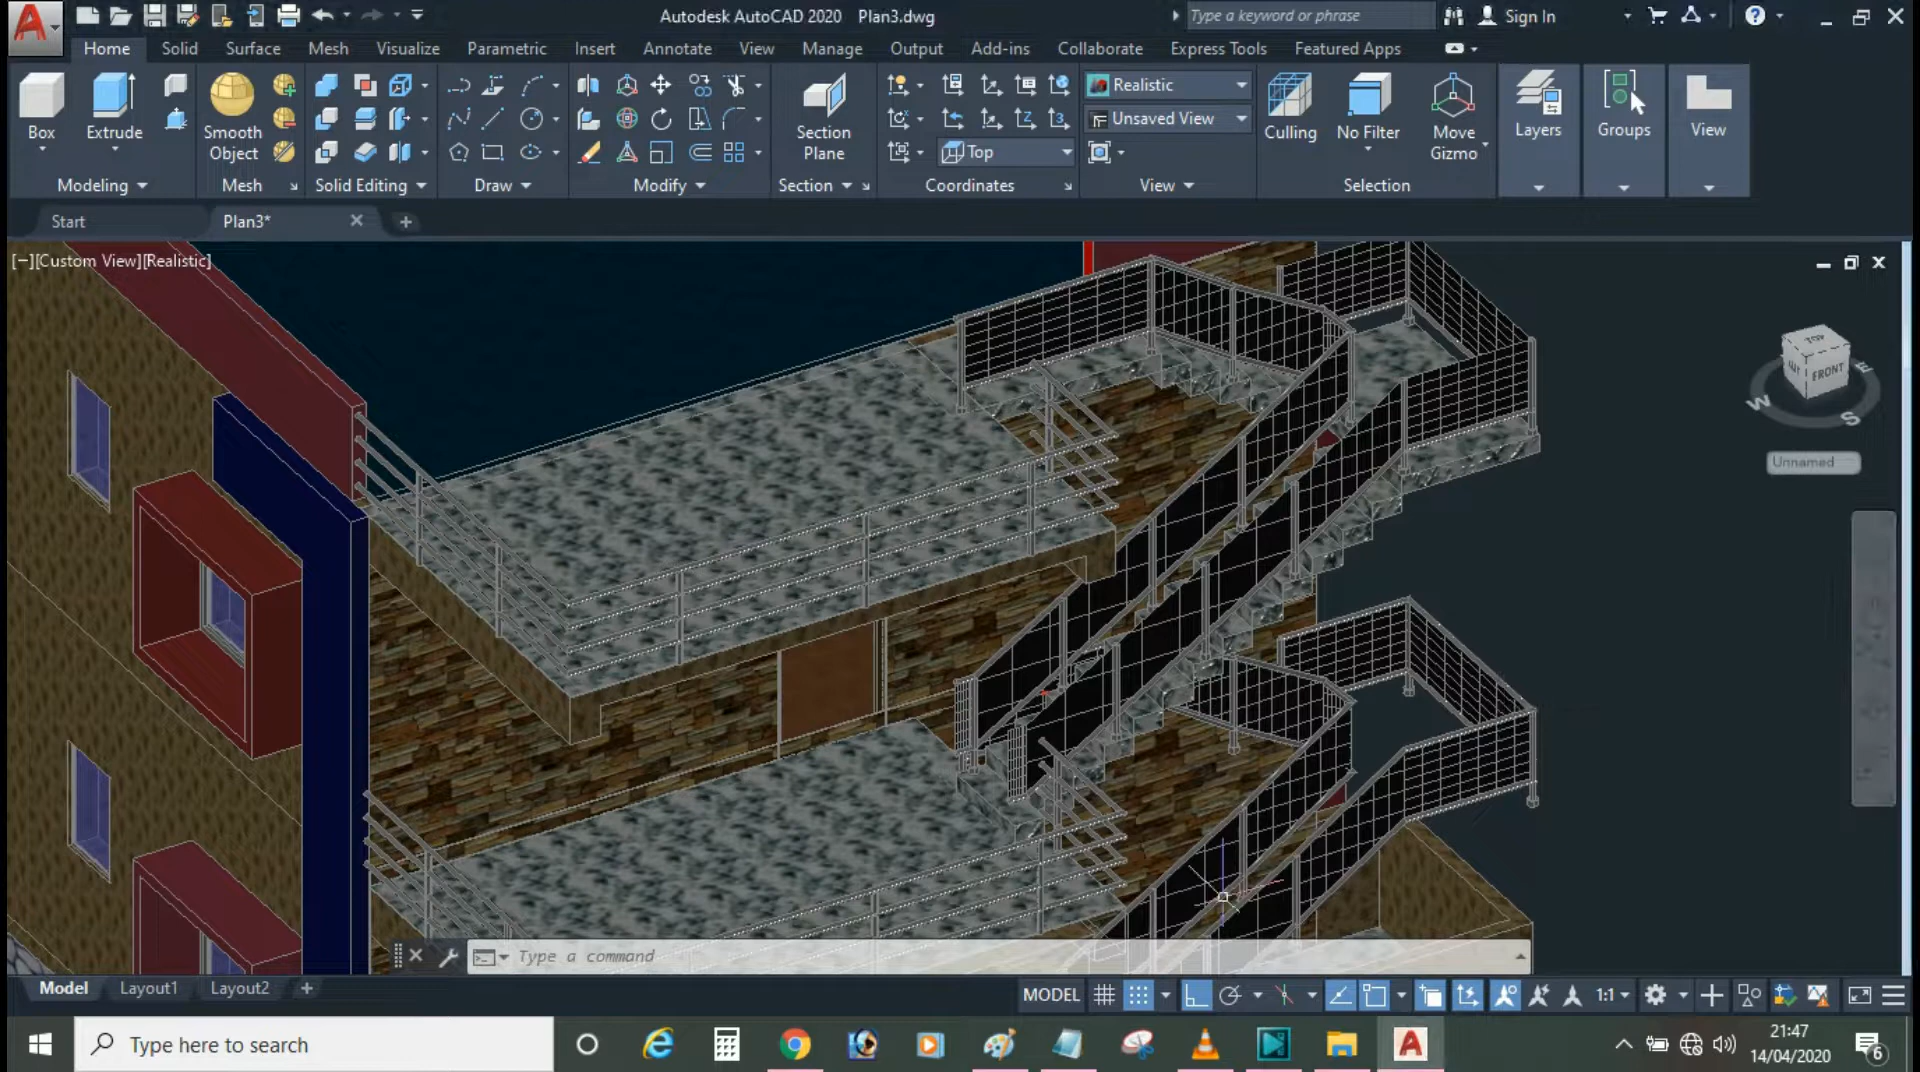 Autodesk AutoCAD 2020 Plan3.dwg
Type a keyword or phrase
Sign In
Home Solid Surface Mesh Visualize Parametric Insert Annotate View Manage Output Add-ins Collaborate Express Tools Featured Apps
Box
Extrude
Smooth
Object
Section
Plane
Top
Realistic
Unsaved View
Culling
No Filter
Move
Gizmo
Layers
Groups
View
Modeling Mesh Solid Editing Draw Modify Section Coordinates View Selection
Start Plan3*
[−][Custom View][Realistic]
TOP
FRONT
W
S
E
Unnamed
Type a command
Model Layout1 Layout2
MODEL
1:1
Type here to search
21:47
14/04/2020
6